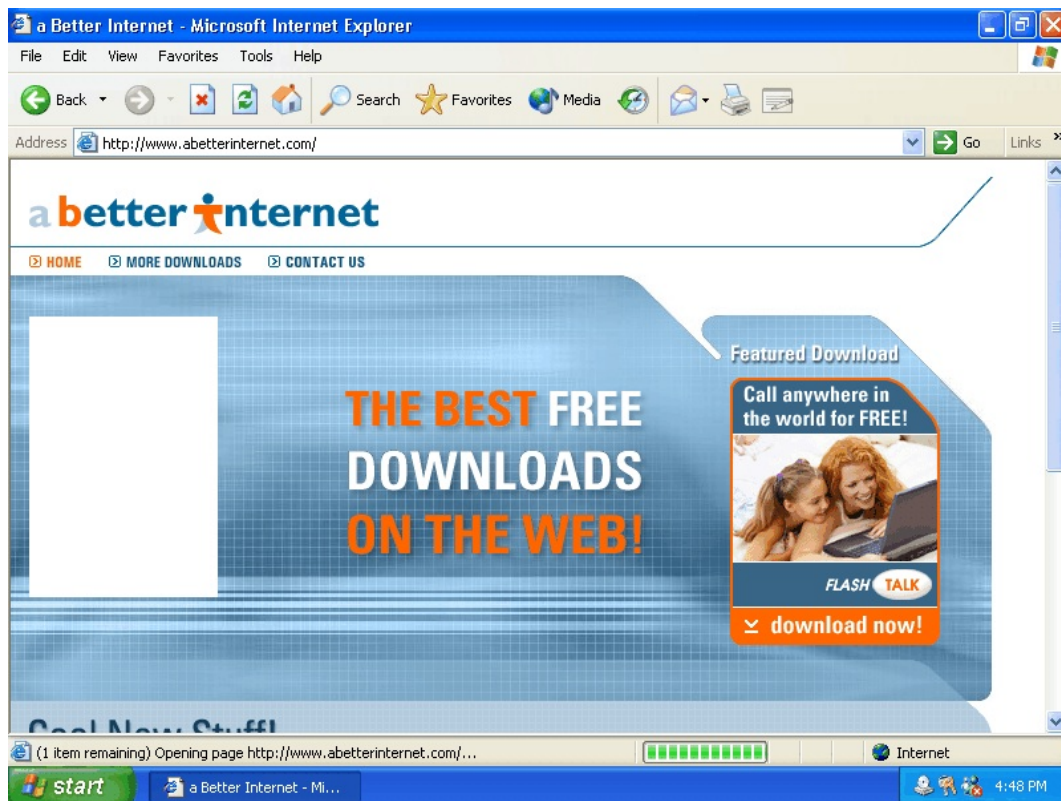 a Better Internet - Microsoft Internet Explorer
File Edit View Favorites Tools Help
Back Search Favorites Media
Address http://www.abetterinternet.com/ Go Links »
a better internet
HOME MORE DOWNLOADS CONTACT US
Featured Download
Call anywhere in
the world for FREE!
THE BEST FREE
DOWNLOADS
ON THE WEB!
FLASH TALK
download now!
Cool New Stuff!
(1 item remaining) Opening page http://www.abetterinternet.com/... Internet
start a Better Internet - Mi... 4:48 PM